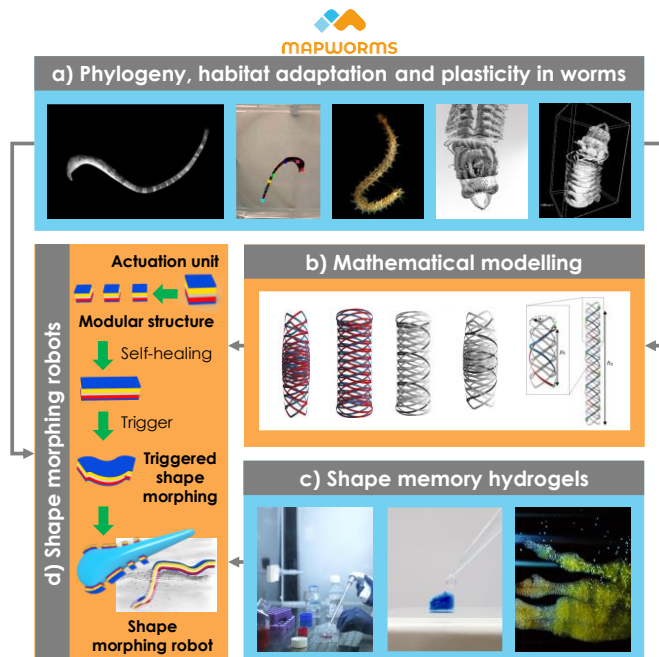 MAPWORMS
a) Phylogeny, habitat adaptation and plasticity in worms
d) Shape morphing robots
Actuation unit
Modular structure
Self-healing
Trigger
Triggered
shape
morphing
Shape
morphing robot
b) Mathematical modelling
c) Shape memory hydrogels